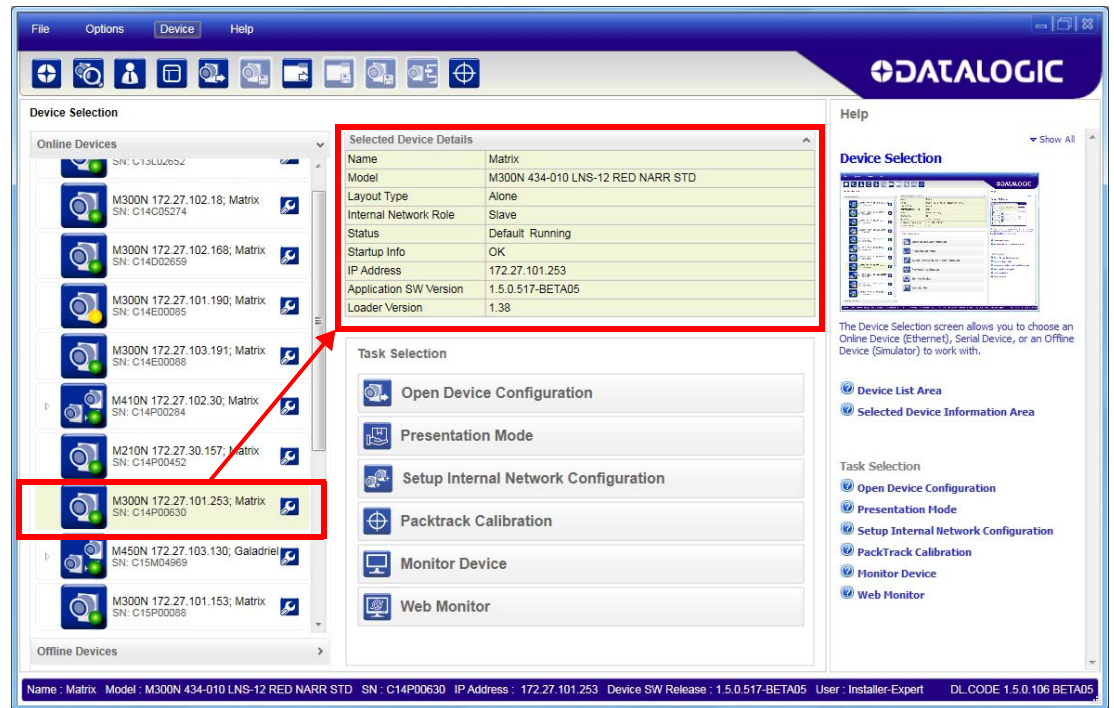 File Options Device Help
DATALOGIC
Device Selection
Online Devices
SN: C13L02652
M300N 172.27.102.18; Matrix
SN: C14C05274
M300N 172.27.102.168; Matrix
SN: C14D02659
M300N 172.27.101.190; Matrix
SN: C14E00085
M300N 172.27.103.191; Matrix
SN: C14E00088
M410N 172.27.102.30; Matrix
SN: C14P00284
M210N 172.27.30.157; Matrix
SN: C14P00452
M300N 172.27.101.253; Matrix
SN: C14P00630
M450N 172.27.103.130; Galadriel
SN: C15M04969
M300N 172.27.101.153; Matrix
SN: C15P00088
Offline Devices
Selected Device Details
Name Matrix
Model M300N 434-010 LNS-12 RED NARR STD
Layout Type Alone
Internal Network Role Slave
Status Default Running
Startup Info OK
IP Address 172.27.101.253
Application SW Version 1.5.0.517-BETA05
Loader Version 1.38
Task Selection
Open Device Configuration
Presentation Mode
Setup Internal Network Configuration
Packtrack Calibration
Monitor Device
Web Monitor
Help
Show All
Device Selection
DATALOGIC
The Device Selection screen allows you to choose an
Online Device (Ethernet), Serial Device, or an Offline
Device (Simulator) to work with.
Device List Area
Selected Device Information Area
Task Selection
Open Device Configuration
Presentation Mode
Setup Internal Network Configuration
PackTrack Calibration
Monitor Device
Web Monitor
Name : Matrix Model : M300N 434-010 LNS-12 RED NARR STD SN : C14P00630 IP Address : 172.27.101.253 Device SW Release : 1.5.0.517-BETA05 User : Installer-Expert DL.CODE 1.5.0.106 BETA05